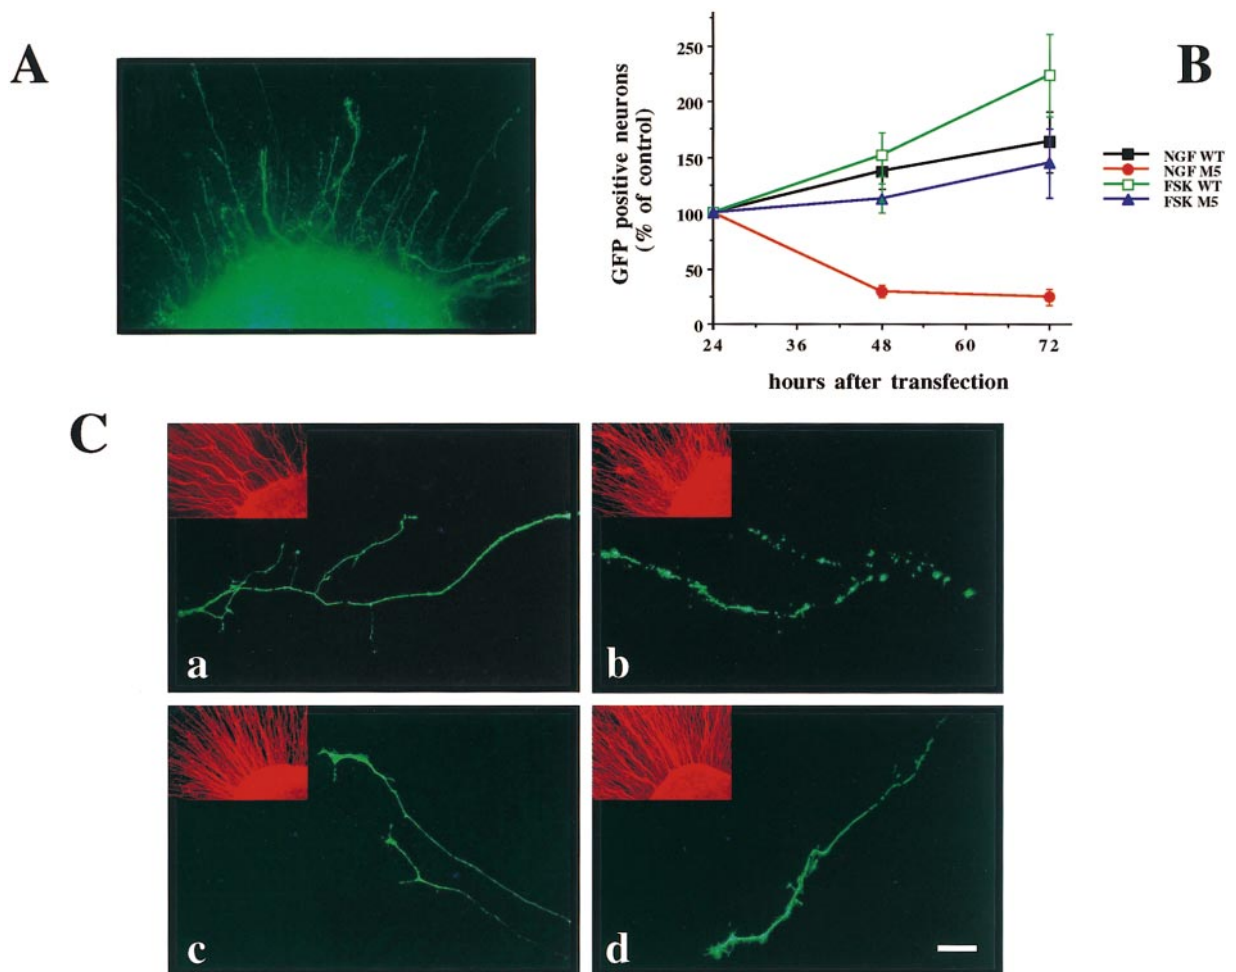 A
B
GFP positive neurons
(% of control)
250
200
150
100
50
0
24
36
48
60
72
hours after transfection
NGF WT
NGF M5
FSK WT
FSK M5
C
a
b
c
d